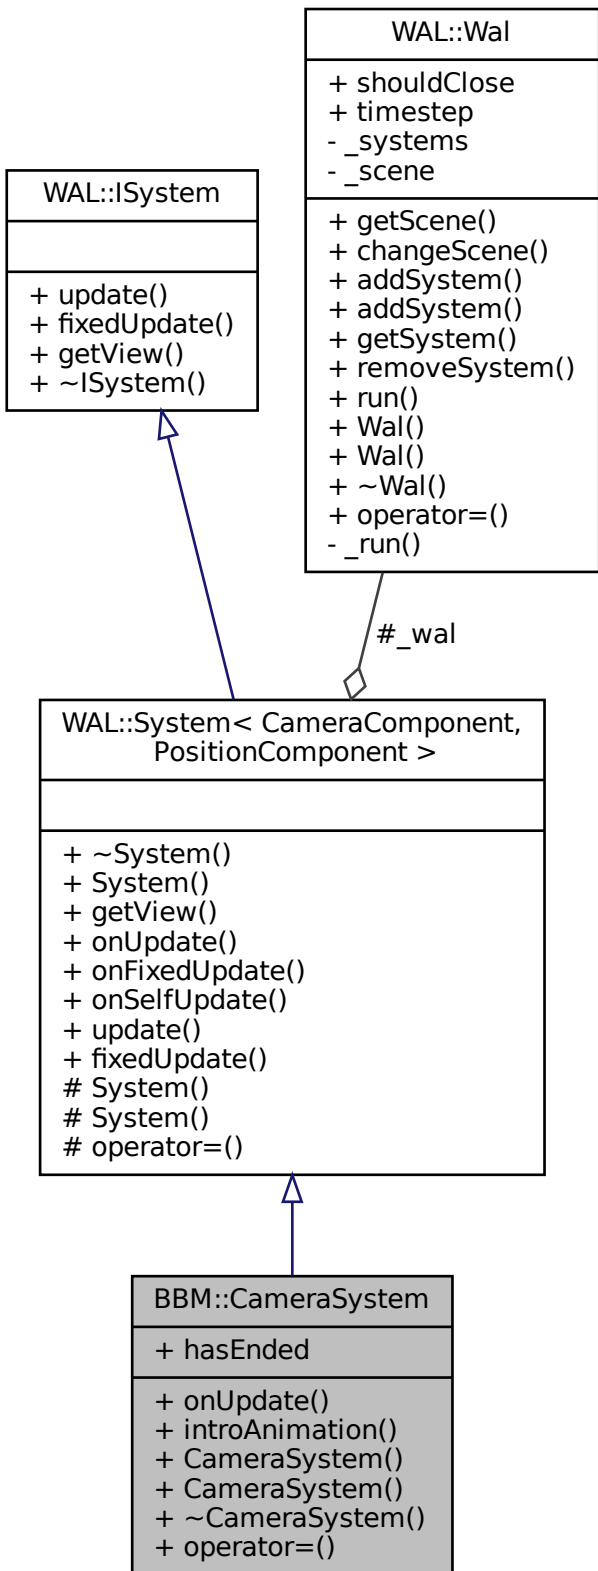 WAL::Wal
+ shouldClose
+ timestep
- _systems
- _scene
+ getScene()
+ changeScene()
+ addSystem()
+ addSystem()
+ getSystem()
+ removeSystem()
+ run()
+ Wal()
+ Wal()
+ ~Wal()
+ operator=()
- _run()
WAL::ISystem
+ update()
+ fixedUpdate()
+ getView()
+ ~ISystem()
#_wal
WAL::System< CameraComponent,
PositionComponent >
+ ~System()
+ System()
+ getView()
+ onUpdate()
+ onFixedUpdate()
+ onSelfUpdate()
+ update()
+ fixedUpdate()
# System()
# System()
# operator=()
BBM::CameraSystem
+ hasEnded
+ onUpdate()
+ introAnimation()
+ CameraSystem()
+ CameraSystem()
+ ~CameraSystem()
+ operator=()